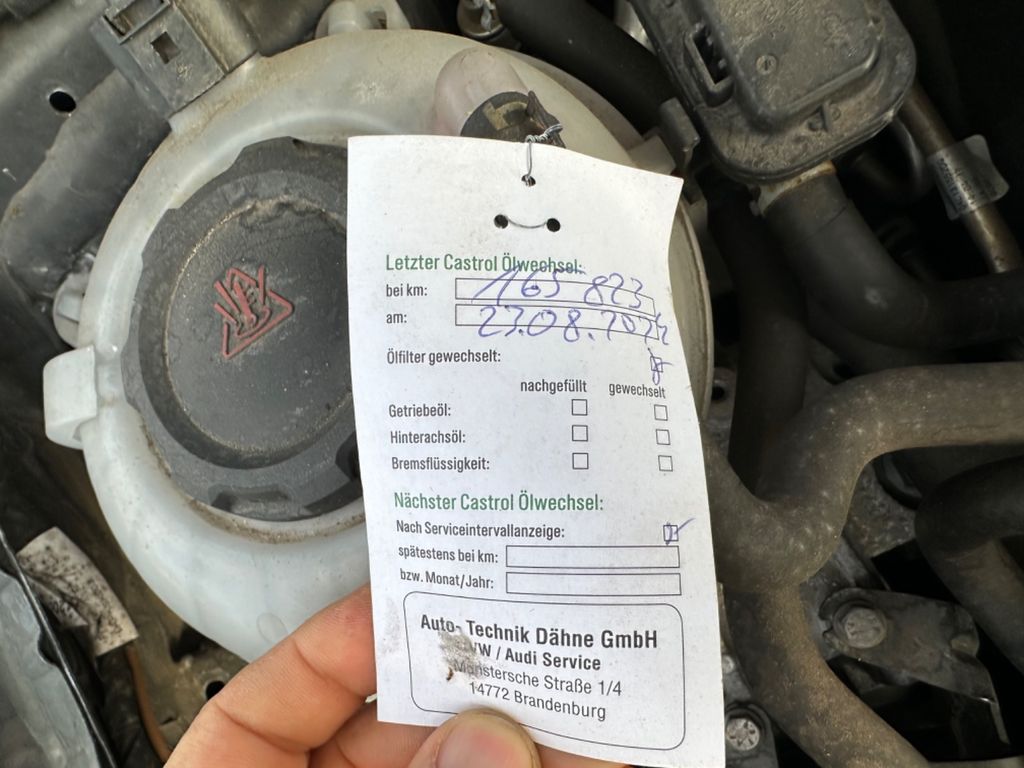 Letzter Castrol Ölwechsel:
bei km: 165 823
am: 23.08.2024
Ölfilter gewechselt:
nachgefüllt gewechselt
Getriebeöl:
Hinterachsöl:
Bremsflüssigkeit:
Nächster Castrol Ölwechsel:
Nach Serviceintervallanzeige:
spätestens bei km:
bzw. Monat/Jahr:
Auto-Technik Dähne GmbH
VW / Audi Service
Straße 1/4
14772 Brandenburg